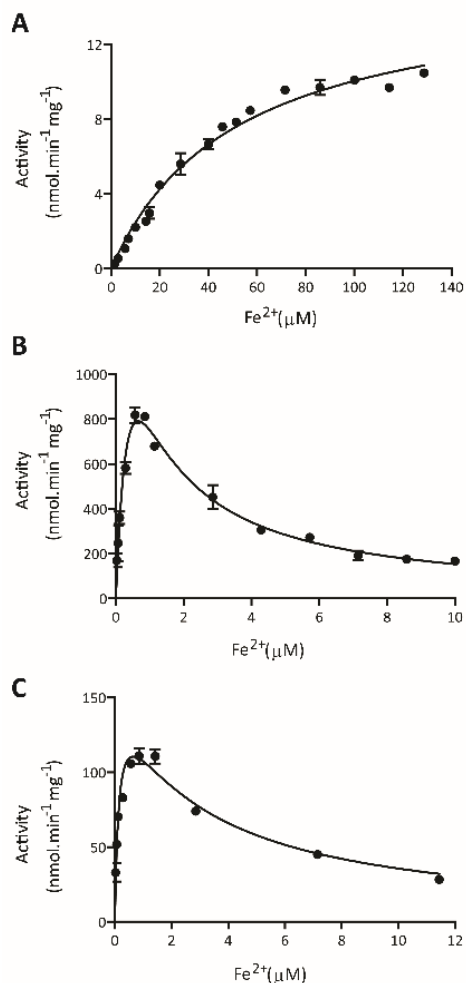 A
12
8
4
0
Activity
(nmol.min⁻¹ mg⁻¹)
0 20 40 60 80 100 120 140
Fe²⁺(µM)
B
1000
800
600
400
200
0
Activity
(nmol.min⁻¹ mg⁻¹)
0 2 4 6 8 10
Fe²⁺(µM)
C
150
100
50
0
Activity
(nmol.min⁻¹ mg⁻¹)
0 2 4 6 8 10 12
Fe²⁺(µM)